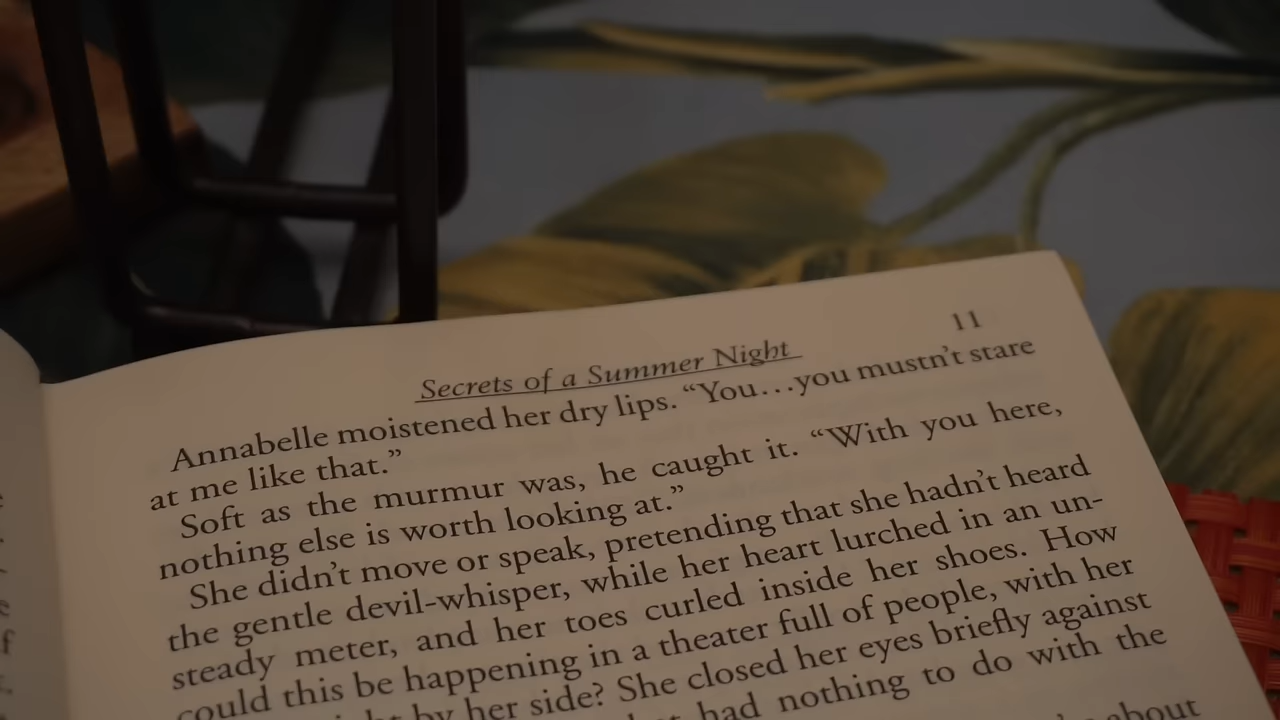 11
Secrets of a Summer Night
Annabelle moistened her dry lips. “You…you mustn’t stare
at me like that.”
Soft as the murmur was, he caught it. “With you here,
nothing else is worth looking at.”
She didn’t move or speak, pretending that she hadn’t heard
the gentle devil-whisper, while her heart lurched in an un-
steady meter, and her toes curled inside her shoes. How
could this be happening in a theater full of people, with her
by her side? She closed her eyes briefly against
had nothing to do with the
about